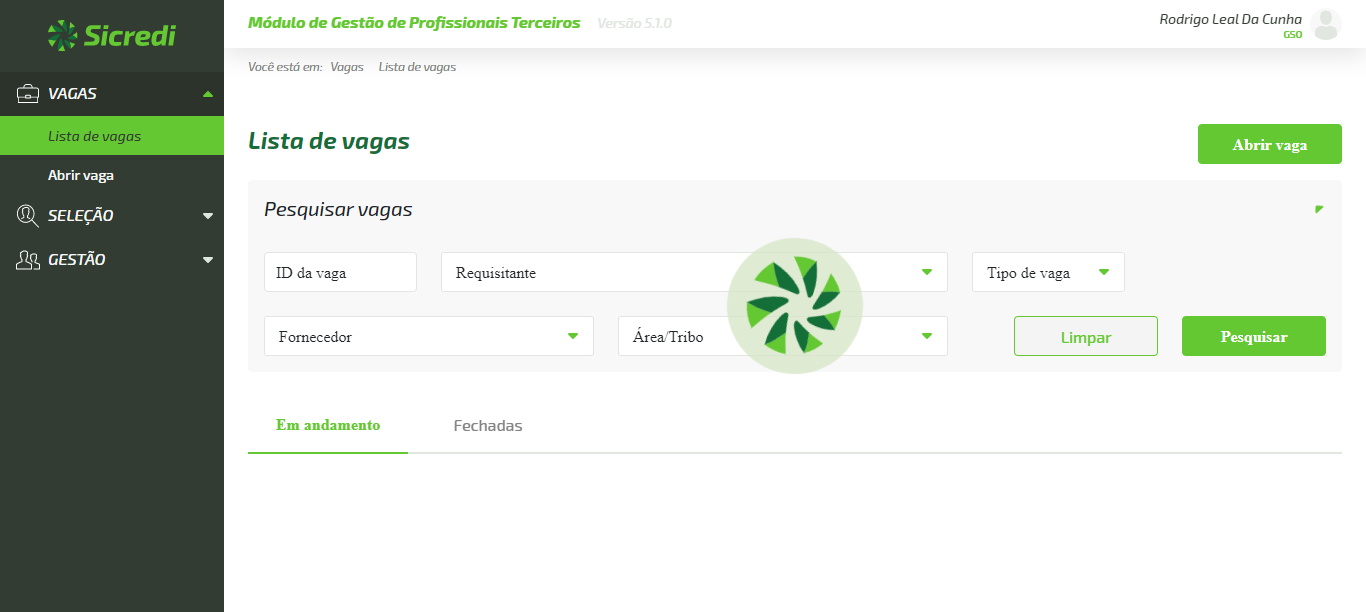 Sicredi
Módulo de Gestão de Profissionais Terceiros Versão 5.1.0
Rodrigo Leal Da Cunha
GSO
Você está em: Vagas Lista de vagas
VAGAS
Lista de vagas
Abrir vaga
SELEÇÃO
GESTÃO
Lista de vagas
Abrir vaga
Pesquisar vagas
ID da vaga Requisitante Tipo de vaga
Fornecedor Área/Tribo Limpar Pesquisar
Em andamento Fechadas